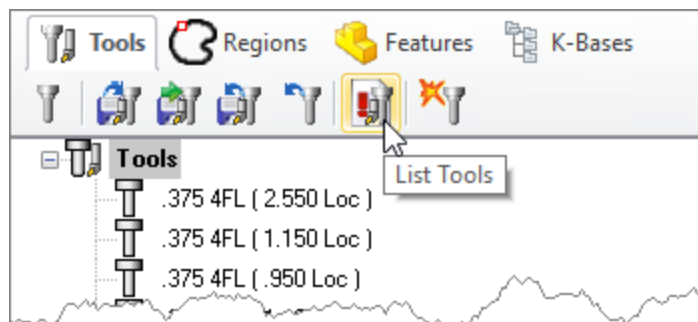 Tools Regions Features K-Bases
List Tools
Tools
.375 4FL ( 2.550 Loc )
.375 4FL ( 1.150 Loc )
.375 4FL ( .950 Loc )